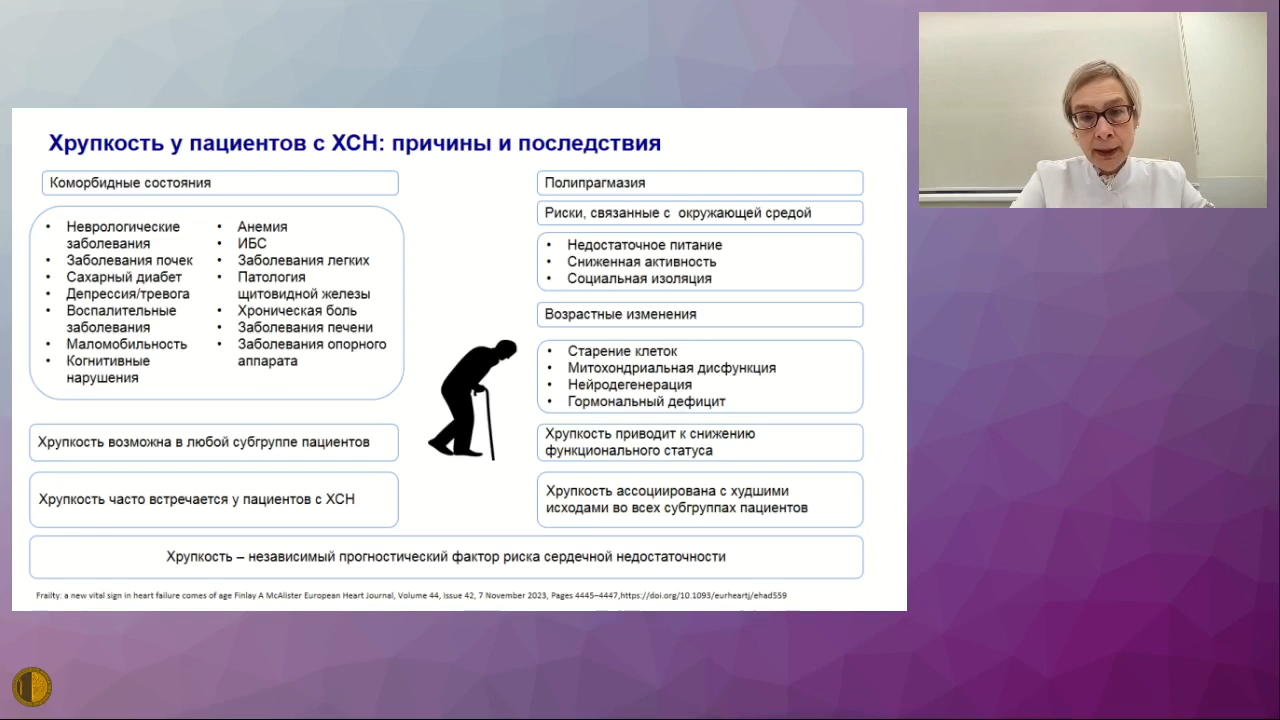 Хрупкость у пациентов с ХСН: причины и последствия
Коморбидные состояния
• Неврологические
заболевания
• Заболевания почек
• Сахарный диабет
• Депрессия/тревога
• Воспалительные
заболевания
• Маломобильность
• Когнитивные
нарушения
• Анемия
• ИБС
• Заболевания легких
• Патология
щитовидной железы
• Хроническая боль
• Заболевания печени
• Заболевания опорного
аппарата
Хрупкость возможна в любой субгруппе пациентов
Хрупкость часто встречается у пациентов с ХСН
Полипрагмазия
Риски, связанные с окружающей средой
• Недостаточное питание
• Сниженная активность
• Социальная изоляция
Возрастные изменения
• Старение клеток
• Митохондриальная дисфункция
• Нейродегенерация
• Гормональный дефицит
Хрупкость приводит к снижению
функционального статуса
Хрупкость ассоциирована с худшими
исходами во всех субгруппах пациентов
Хрупкость – независимый прогностический фактор риска сердечной недостаточности
Frailty: a new vital sign in heart failure comes of age Finlay A McAlister European Heart Journal, Volume 44, Issue 42, 7 November 2023, Pages 4445–4447,https://doi.org/10.1093/eurheartj/ehad559